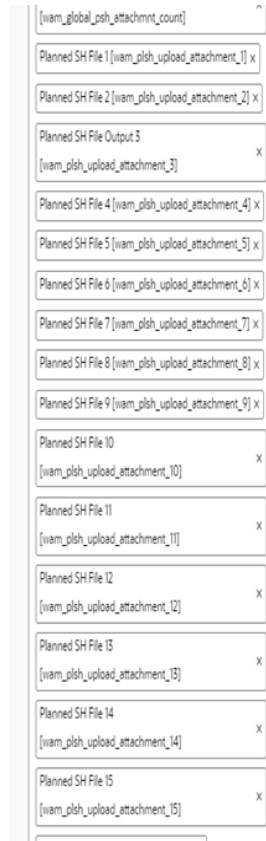 [wam_global_psh_attachmnt_count]
Planned SH File 1 [wam_plsh_upload_attachment_1] x
Planned SH File 2 [wam_plsh_upload_attachment_2] x
Planned SH File Output 3
x
[wam_plsh_upload_attachment_3]
Planned SH File 4 [wam_plsh_upload_attachment_4] x
Planned SH File 5 [wam_plsh_upload_attachment_5] x
Planned SH File 6 [wam_plsh_upload_attachment_6] x
Planned SH File 7 [wam_plsh_upload_attachment_7] x
Planned SH File 8 [wam_plsh_upload_attachment_8] x
Planned SH File 9 [wam_plsh_upload_attachment_9] x
Planned SH File 10
x
[wam_plsh_upload_attachment_10]
Planned SH File 11
x
[wam_plsh_upload_attachment_11]
Planned SH File 12
x
[wam_plsh_upload_attachment_12]
Planned SH File 13
x
[wam_plsh_upload_attachment_13]
Planned SH File 14
x
[wam_plsh_upload_attachment_14]
Planned SH File 15
x
[wam_plsh_upload_attachment_15]